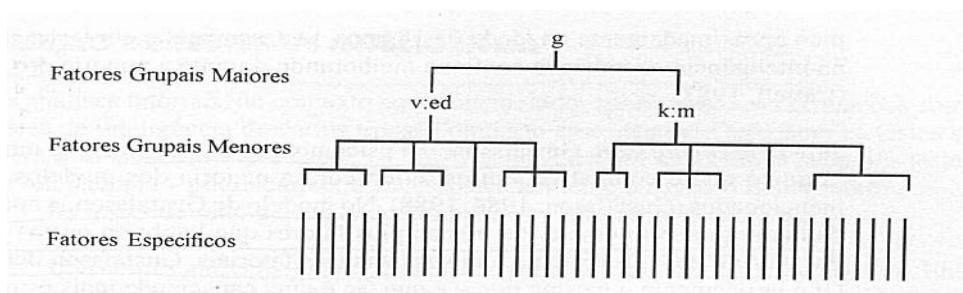 g
Fatores Grupais Maiores
v:ed
k:m
Fatores Grupais Menores
Fatores Específicos